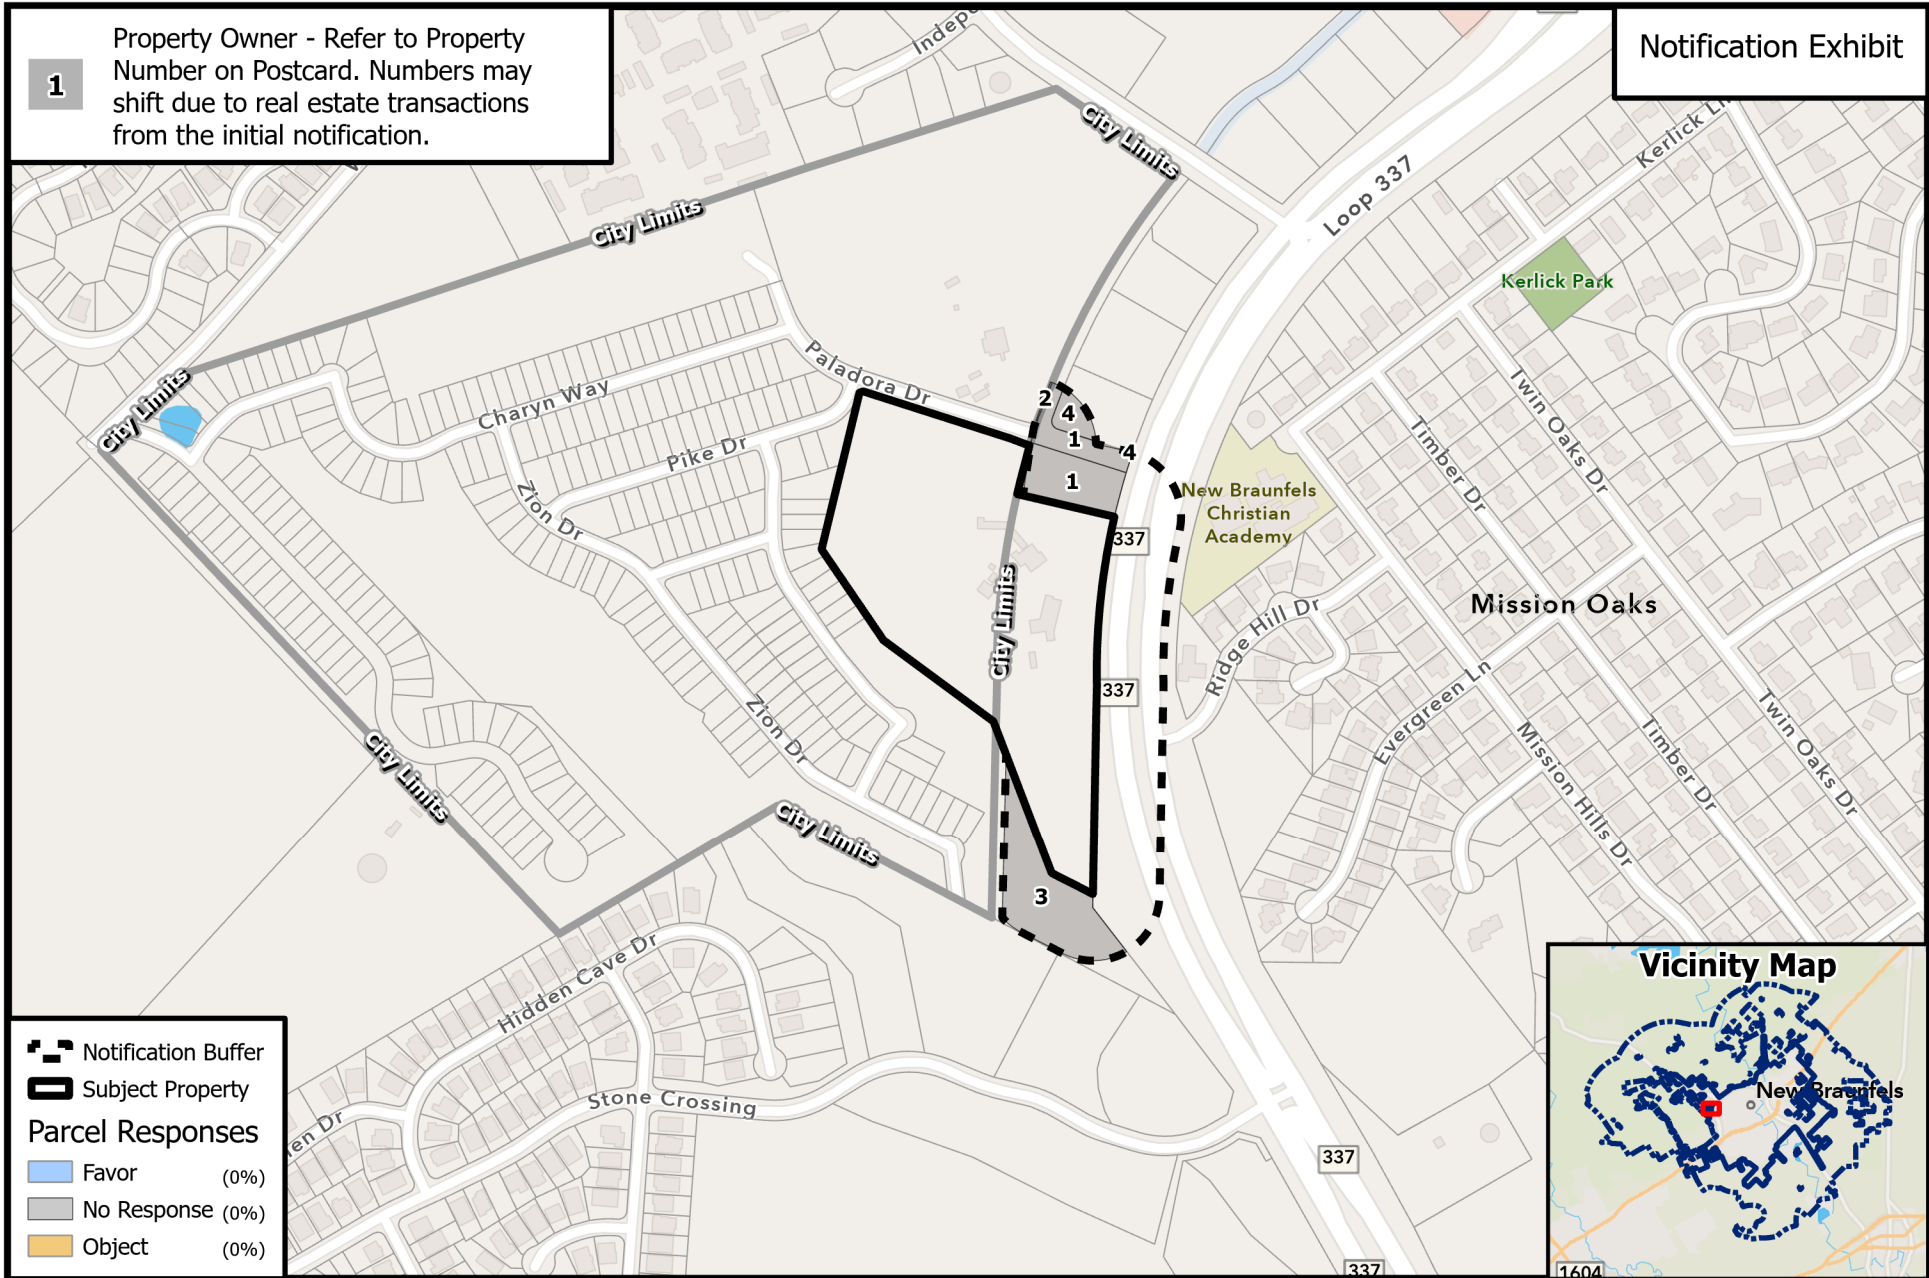 1
Property Owner - Refer to Property
Number on Postcard. Numbers may
shift due to real estate transactions
from the initial notification.
Notification Exhibit
City Limits
Loop 337
Kerlick Ln
City Limits
Kerlick Park
City Limits
Paladora Dr
Charyn Way
Twin Oaks Dr
Timber Dr
2
4
1
4
1
Pike Dr
Zion Dr
New Braunfels
Christian
Academy
337
City Limits
Mission Oaks
Ridge Hill Dr
337
Evergreen Ln
Zion Dr
City Limits
Mission Hills Dr
Timber Dr
Twin Oaks Dr
City Limits
3
Hidden Cave Dr
Stone Crossing
en Dr
337
337
Vicinity Map
New Braunfels
1604
Notification Buffer
Subject Property
Parcel Responses
Favor (0%)
No Response (0%)
Object (0%)